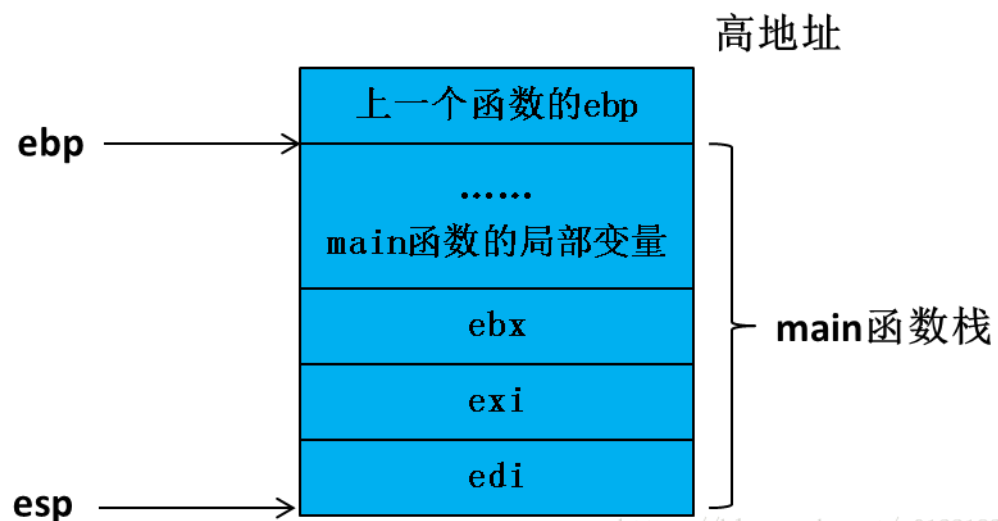 高地址
上一个函数的ebp
ebp
......
main函数的局部变量
ebx
main函数栈
exi
edi
esp